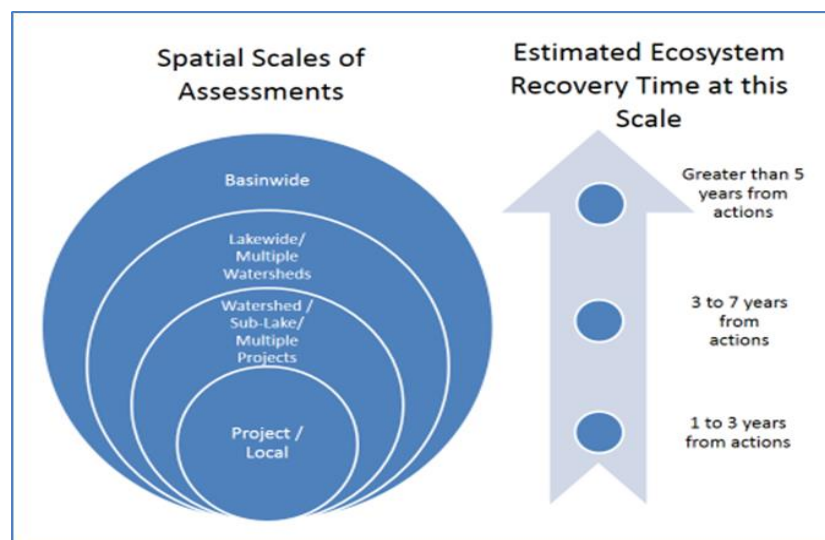 Spatial Scales of
Assessments
Basinwide
Lakewide/
Multiple
Watersheds
Watershed /
Sub-Lake/
Multiple
Projects
Project /
Local
Estimated Ecosystem
Recovery Time at this
Scale
Greater than 5
years from
actions
3 to 7 years
from
actions
1 to 3 years
from actions